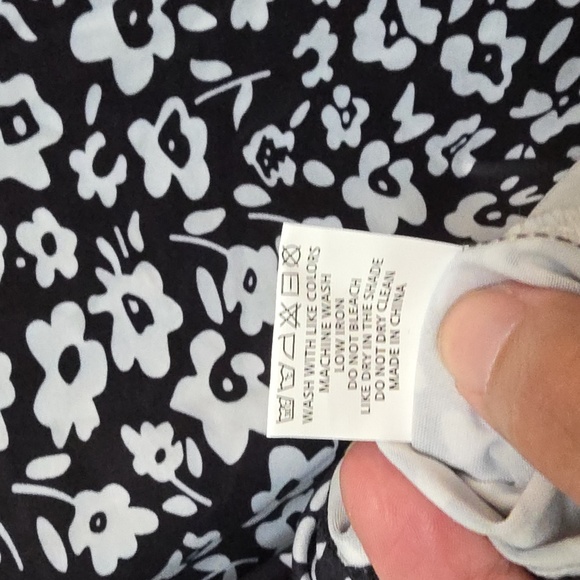 WASH WITH LIKE COLORS
MACHINE WASH
LOW IRON
DO NOT BLEACH
LIKE DRY IN THE SHADE
DO NOT DRY CLEAN
MADE IN CHINA